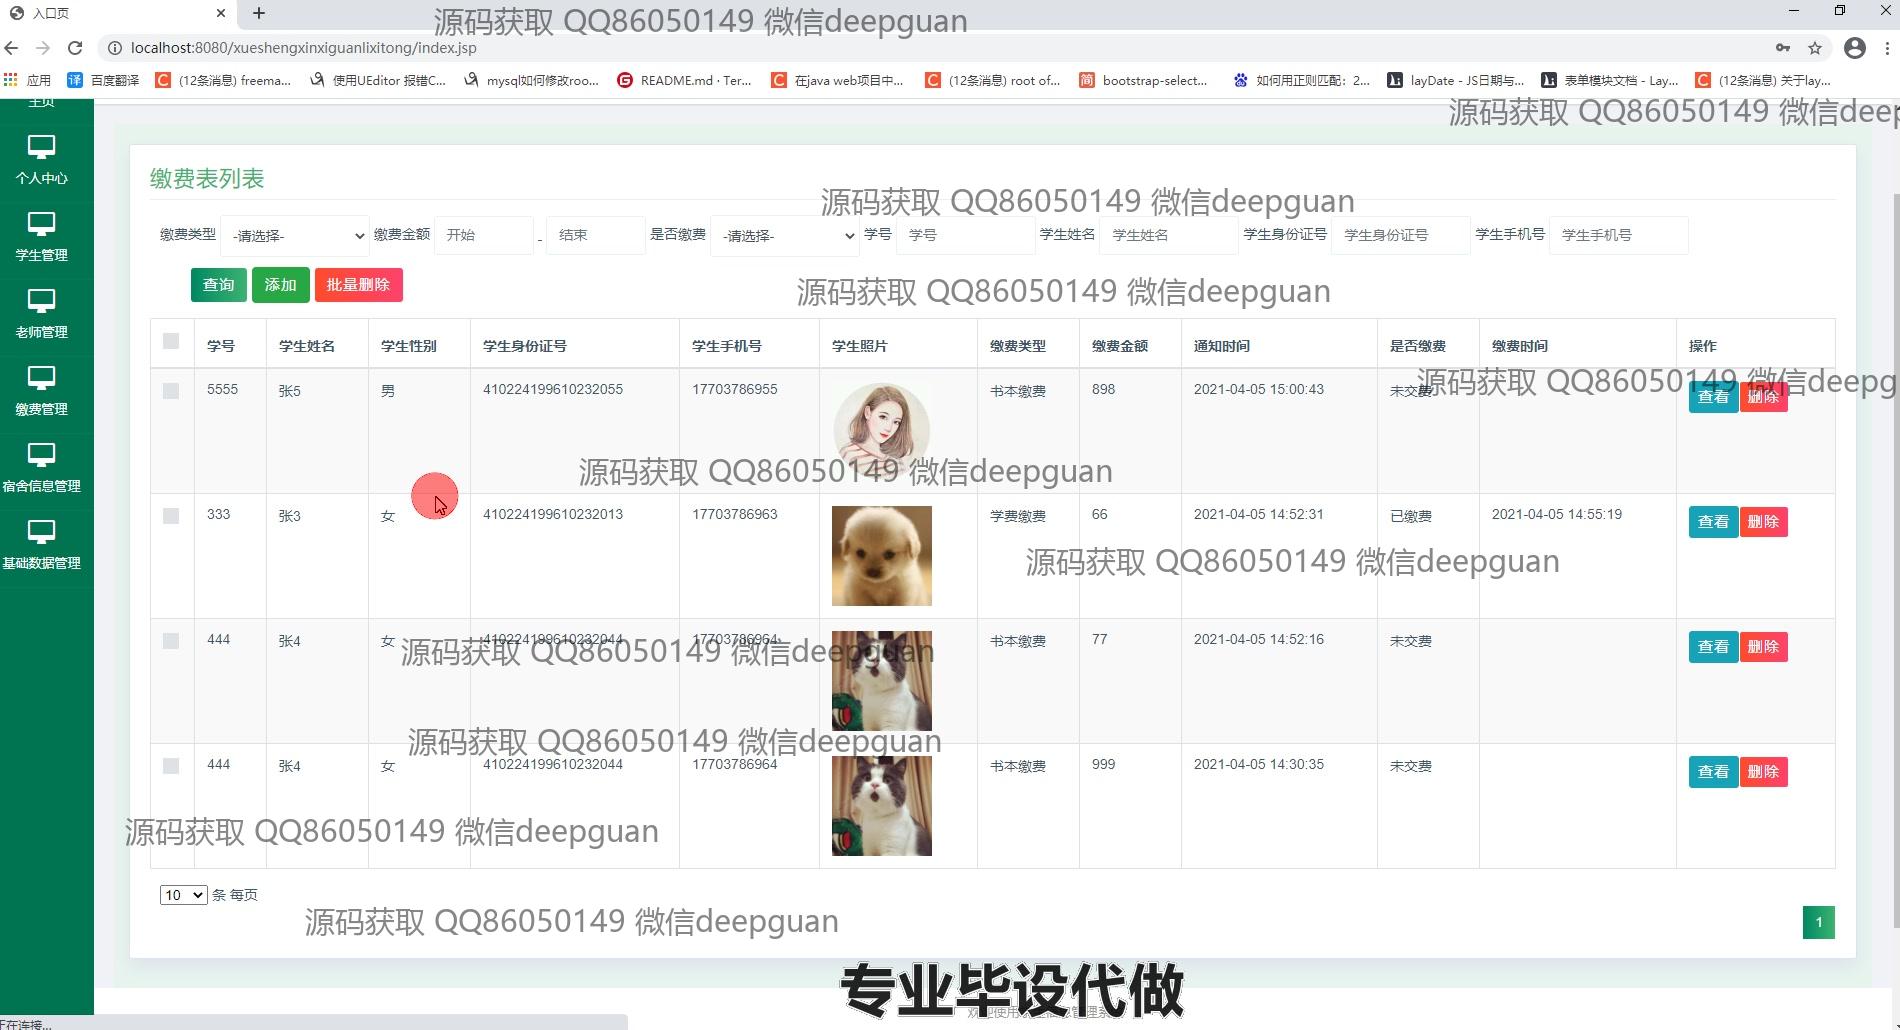 入口页
源码获取 QQ86050149 微信deepguan
localhost:8080/xueshengxinxiguanlixitong/index.jsp
应用 百度翻译 (12条消息) freema... 使用UEditor 报错C... mysql如何修改roo... README.md · Ter... 在java web项目中... (12条消息) root of... bootstrap-select... 如何用正则匹配：2... layDate - JS日期与... 表单模块文档 - Lay... (12条消息) 关于lay...
主页
源码获取 QQ86050149 微信deep
个人中心
缴费表列表
源码获取 QQ86050149 微信deepguan
缴费类型 -请选择- 缴费金额 开始 - 结束 是否缴费 -请选择- 学号 学号 学生姓名 学生姓名 学生身份证号 学生身份证号 学生手机号 学生手机号
学生管理
查询 添加 批量删除
源码获取 QQ86050149 微信deepguan
老师管理
学号 学生姓名 学生性别 学生身份证号 学生手机号 学生照片 缴费类型 缴费金额 通知时间 是否缴费 缴费时间 操作
源码获取 QQ86050149 微信deepg
5555 张5 男 410224199610232055 17703786955 书本缴费 898 2021-04-05 15:00:43 未交费 查看 删除
缴费管理
源码获取 QQ86050149 微信deepguan
宿舍信息管理
333 张3 女 410224199610232013 17703786963 学费缴费 66 2021-04-05 14:52:31 已缴费 2021-04-05 14:55:19 查看 删除
源码获取 QQ86050149 微信deepguan
基础数据管理
444 张4 女 410224199610232044 17703786964 书本缴费 77 2021-04-05 14:52:16 未交费 查看 删除
源码获取 QQ86050149 微信deepguan
源码获取 QQ86050149 微信deepguan
444 张4 女 410224199610232044 17703786964 书本缴费 999 2021-04-05 14:30:35 未交费 查看 删除
源码获取 QQ86050149 微信deepguan
10 条 每页
源码获取 QQ86050149 微信deepguan
1
专业毕设代做
正在连接...